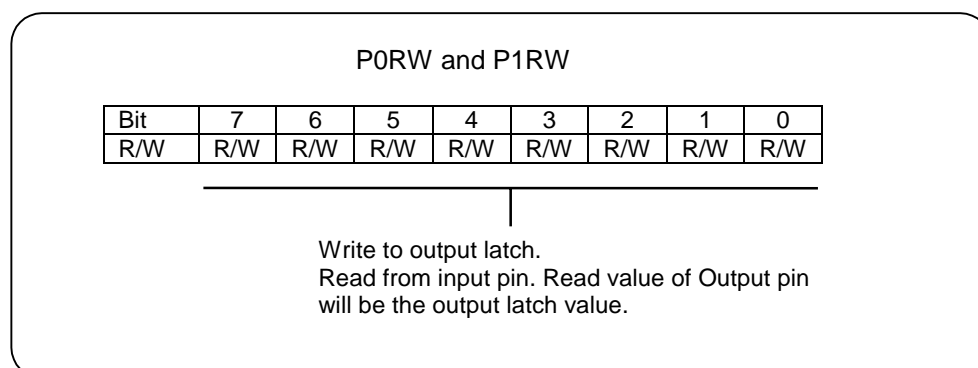 P0RW and P1RW
Bit 7 6 5 4 3 2 1 0
R/W R/W R/W R/W R/W R/W R/W R/W R/W
Write to output latch.
Read from input pin. Read value of Output pin
will be the output latch value.